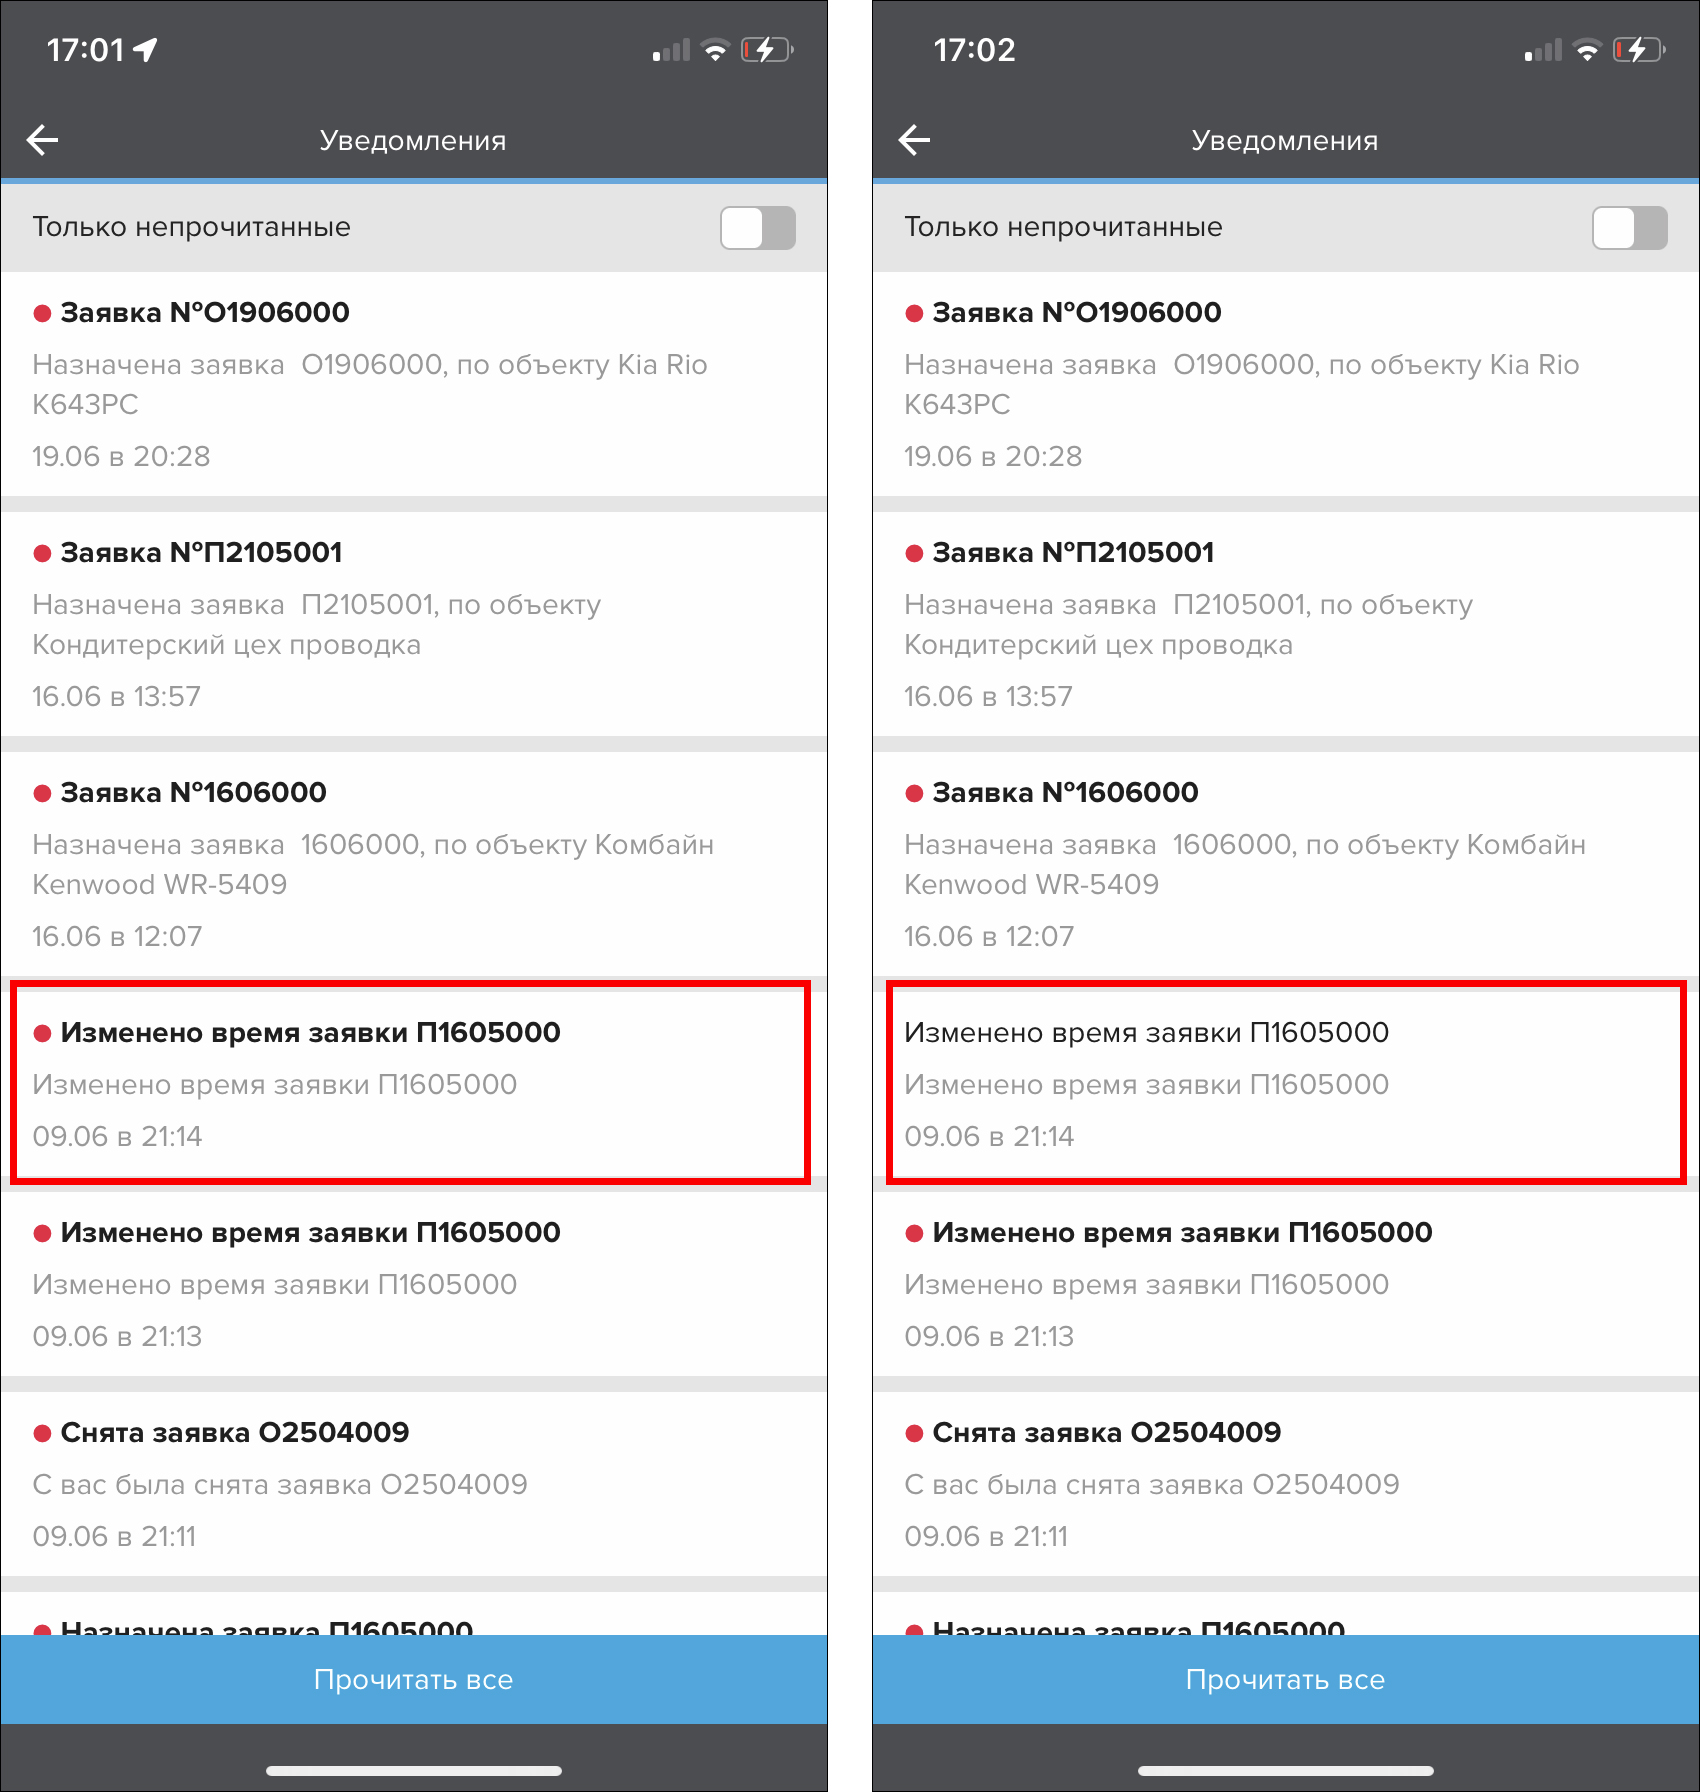 17:01
Уведомления
Только непрочитанные
Заявка №О1906000
Назначена заявка  О1906000, по объекту Kia Rio
К643РС
19.06 в 20:28
Заявка №П2105001
Назначена заявка  П2105001, по объекту
Кондитерский цех проводка
16.06 в 13:57
Заявка №1606000
Назначена заявка  1606000, по объекту Комбайн
Kenwood WR-5409
16.06 в 12:07
Изменено время заявки П1605000
Изменено время заявки П1605000
09.06 в 21:14
Изменено время заявки П1605000
Изменено время заявки П1605000
09.06 в 21:13
Снята заявка О2504009
С вас была снята заявка О2504009
09.06 в 21:11
Назначена заявка П1605000
Прочитать все
17:02
Уведомления
Только непрочитанные
Заявка №О1906000
Назначена заявка  О1906000, по объекту Kia Rio
К643РС
19.06 в 20:28
Заявка №П2105001
Назначена заявка  П2105001, по объекту
Кондитерский цех проводка
16.06 в 13:57
Заявка №1606000
Назначена заявка  1606000, по объекту Комбайн
Kenwood WR-5409
16.06 в 12:07
Изменено время заявки П1605000
Изменено время заявки П1605000
09.06 в 21:14
Изменено время заявки П1605000
Изменено время заявки П1605000
09.06 в 21:13
Снята заявка О2504009
С вас была снята заявка О2504009
09.06 в 21:11
Назначена заявка П1605000
Прочитать все